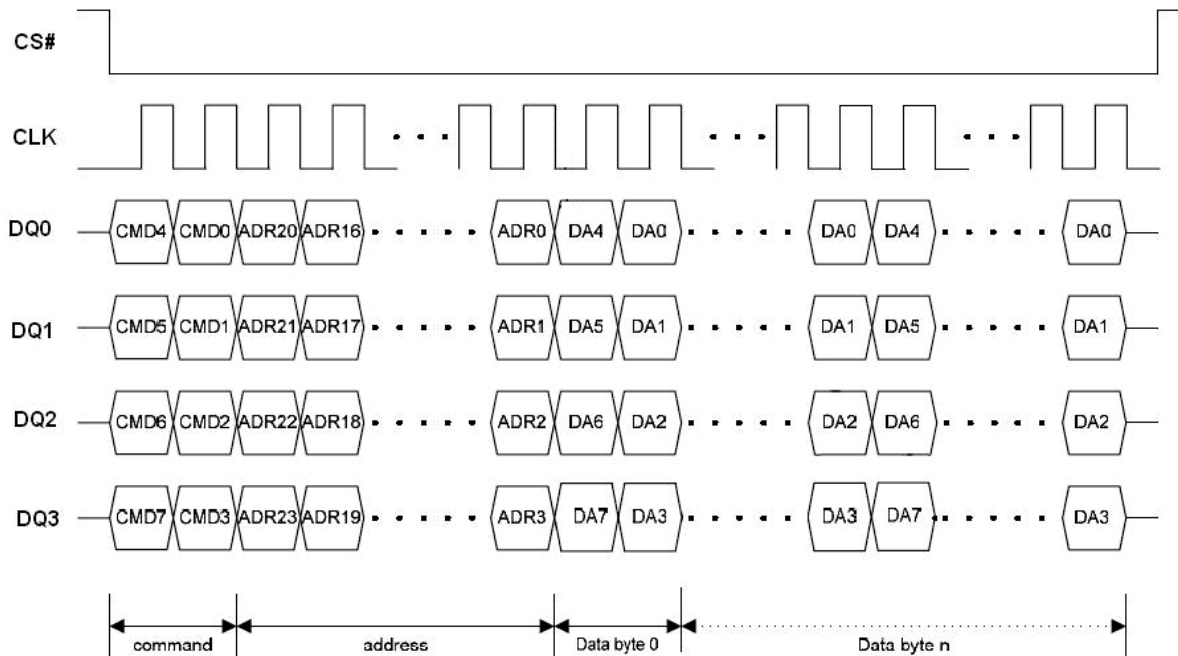 CS#
CLK
DQ0 CMD4 CMD0 ADR20 ADR16 ADR0 DA4 DA0 DA0 DA4 DA0
DQ1 CMD5 CMD1 ADR21 ADR17 ADR1 DA5 DA1 DA1 DA5 DA1
DQ2 CMD6 CMD2 ADR22 ADR18 ADR2 DA6 DA2 DA2 DA6 DA2
DQ3 CMD7 CMD3 ADR23 ADR19 ADR3 DA7 DA3 DA3 DA7 DA3
command address Data byte 0 Data byte n